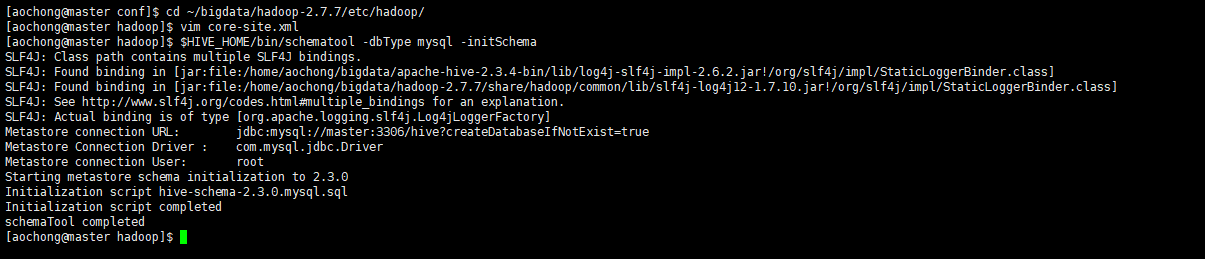 [aochong@master conf]$ cd ~/bigdata/hadoop-2.7.7/etc/hadoop/
[aochong@master hadoop]$ vim core-site.xml
[aochong@master hadoop]$ $HIVE_HOME/bin/schematool -dbType mysql -initSchema
SLF4J: Class path contains multiple SLF4J bindings.
SLF4J: Found binding in [jar:file:/home/aochong/bigdata/apache-hive-2.3.4-bin/lib/log4j-slf4j-impl-2.6.2.jar!/org/slf4j/impl/StaticLoggerBinder.class]
SLF4J: Found binding in [jar:file:/home/aochong/bigdata/hadoop-2.7.7/share/hadoop/common/lib/slf4j-log4j12-1.7.10.jar!/org/slf4j/impl/StaticLoggerBinder.class]
SLF4J: See http://www.slf4j.org/codes.html#multiple_bindings for an explanation.
SLF4J: Actual binding is of type [org.apache.logging.slf4j.Log4jLoggerFactory]
Metastore connection URL:        jdbc:mysql://master:3306/hive?createDatabaseIfNotExist=true
Metastore Connection Driver :    com.mysql.jdbc.Driver
Metastore connection User:       root
Starting metastore schema initialization to 2.3.0
Initialization script hive-schema-2.3.0.mysql.sql
Initialization script completed
schemaTool completed
[aochong@master hadoop]$